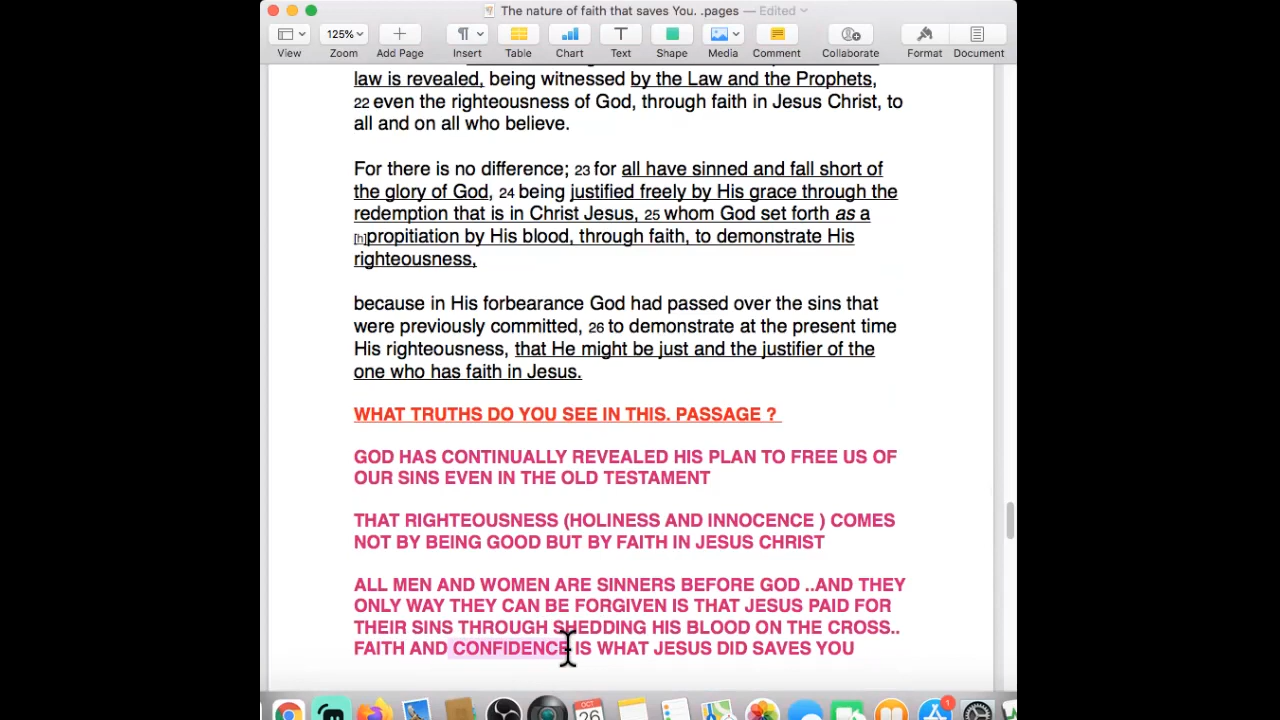 The nature of faith that saves You. .pages — Edited
125%
View Zoom Add Page Insert Table Chart Text Shape Media Comment Collaborate Format Document
law is revealed, being witnessed by the Law and the Prophets,
22 even the righteousness of God, through faith in Jesus Christ, to
all and on all who believe.
For there is no difference; 23 for all have sinned and fall short of
the glory of God, 24 being justified freely by His grace through the
redemption that is in Christ Jesus, 25 whom God set forth as a
[h]propitiation by His blood, through faith, to demonstrate His
righteousness,
because in His forbearance God had passed over the sins that
were previously committed, 26 to demonstrate at the present time
His righteousness, that He might be just and the justifier of the
one who has faith in Jesus.
WHAT TRUTHS DO YOU SEE IN THIS. PASSAGE ?
GOD HAS CONTINUALLY REVEALED HIS PLAN TO FREE US OF
OUR SINS EVEN IN THE OLD TESTAMENT
THAT RIGHTEOUSNESS (HOLINESS AND INNOCENCE ) COMES
NOT BY BEING GOOD BUT BY FAITH IN JESUS CHRIST
ALL MEN AND WOMEN ARE SINNERS BEFORE GOD ..AND THEY
ONLY WAY THEY CAN BE FORGIVEN IS THAT JESUS PAID FOR
THEIR SINS THROUGH SHEDDING HIS BLOOD ON THE CROSS..
FAITH AND CONFIDENCE IS WHAT JESUS DID SAVES YOU
OCT
26
1